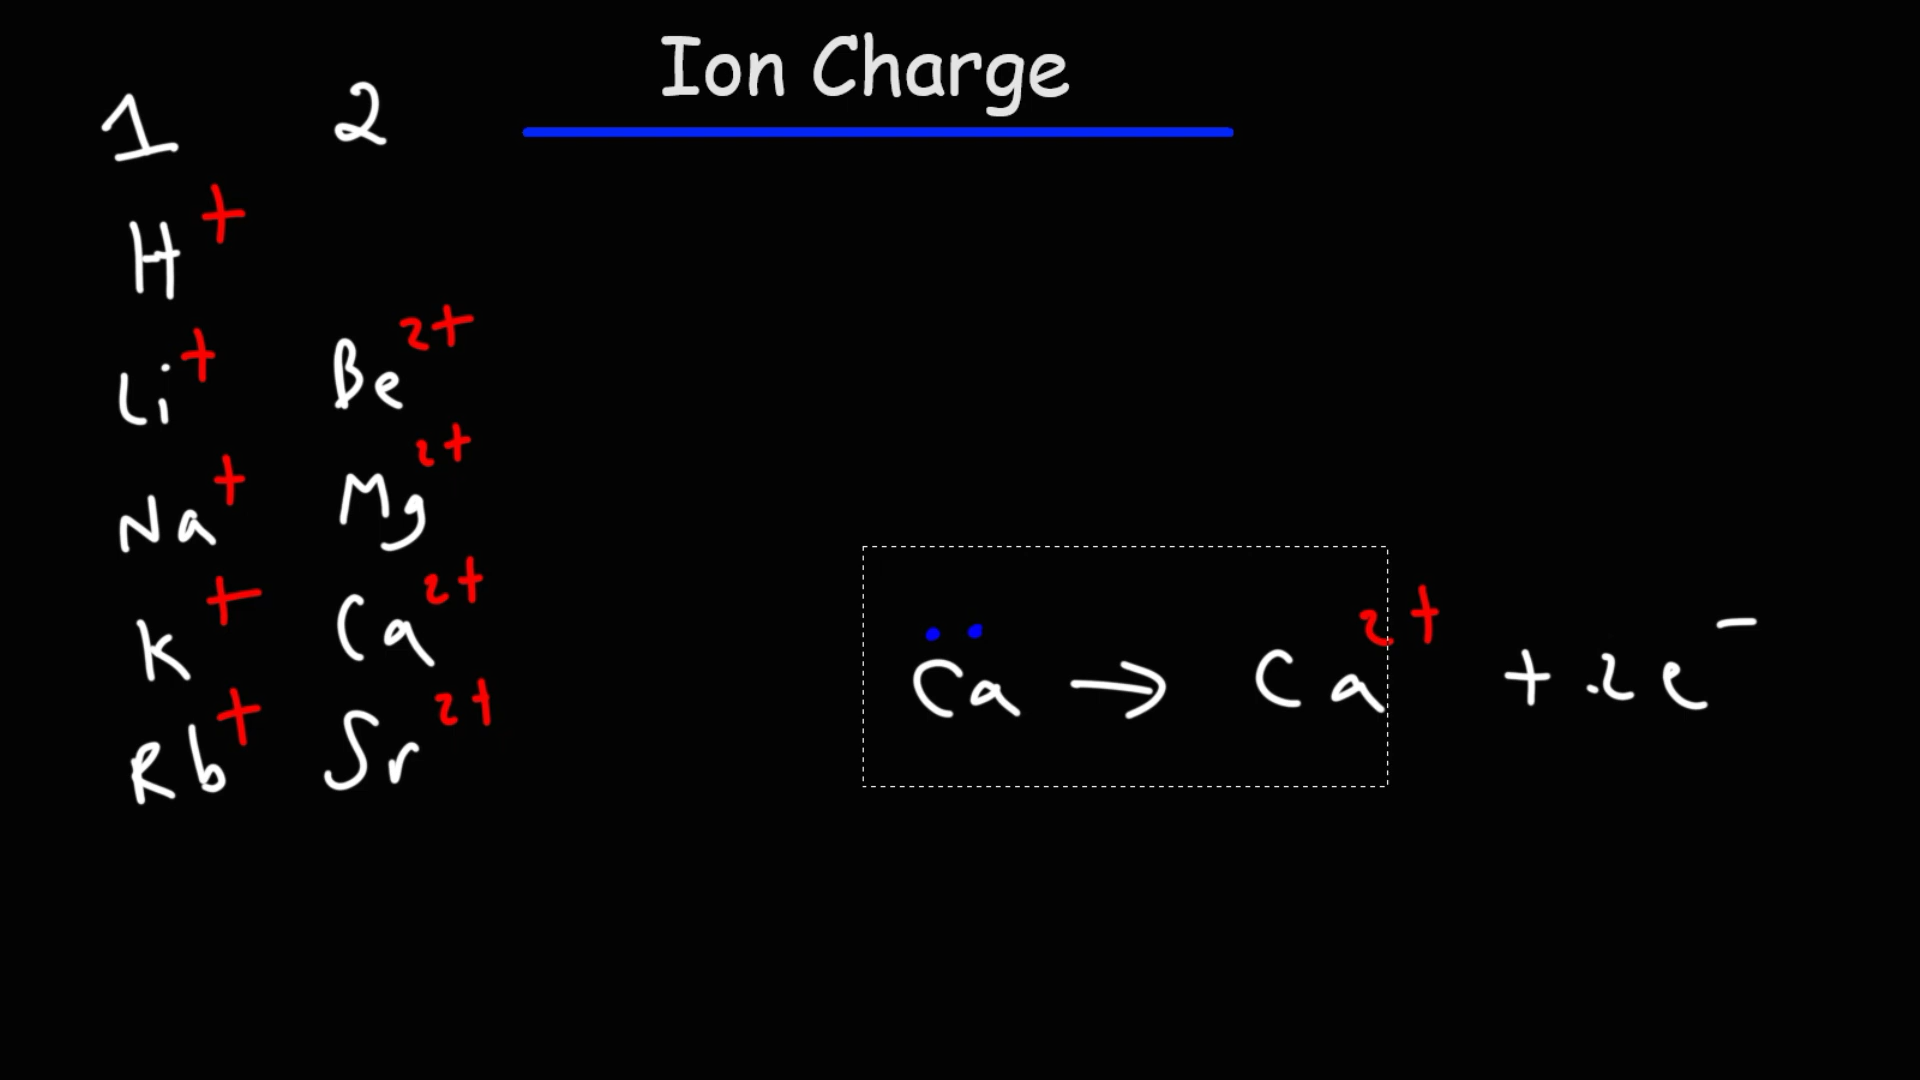 Ion Charge
1 2
H⁺
Li⁺ Be²⁺
Na⁺ Mg²⁺
K⁺ Ca²⁺
Rb⁺ Sr²⁺
Ca → Ca²⁺ + 2e⁻